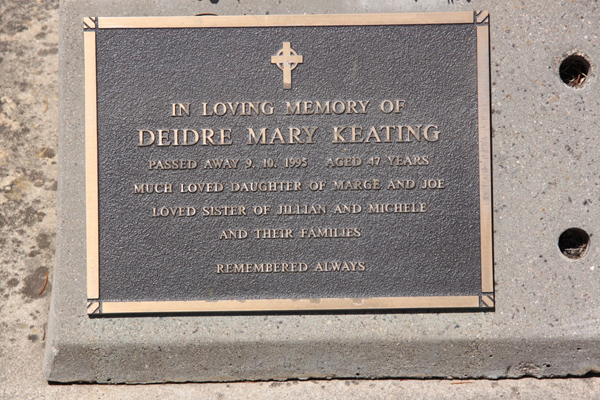 IN LOVING MEMORY OF
DEIDRE MARY KEATING
PASSED AWAY 9. 10. 1995 AGED 47 YEARS
MUCH LOVED DAUGHTER OF MARGE AND JOE
LOVED SISTER OF JILLIAN AND MICHELE
AND THEIR FAMILIES
REMEMBERED ALWAYS